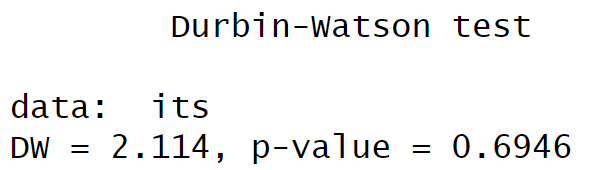 Durbin-Watson test
data: its
DW = 2.114, p-value = 0.6946